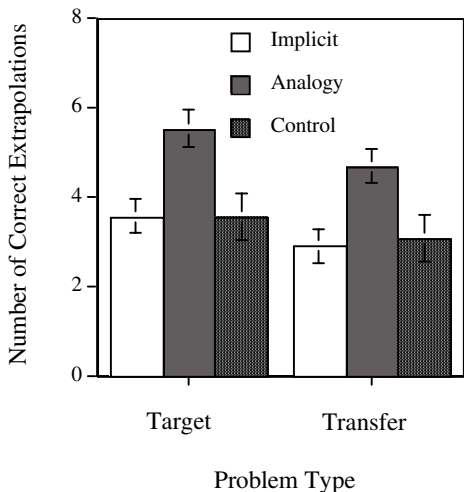 Number of Correct Extrapolations
8
6
4
2
0
Implicit
Analogy
Control
Target
Transfer
Problem Type